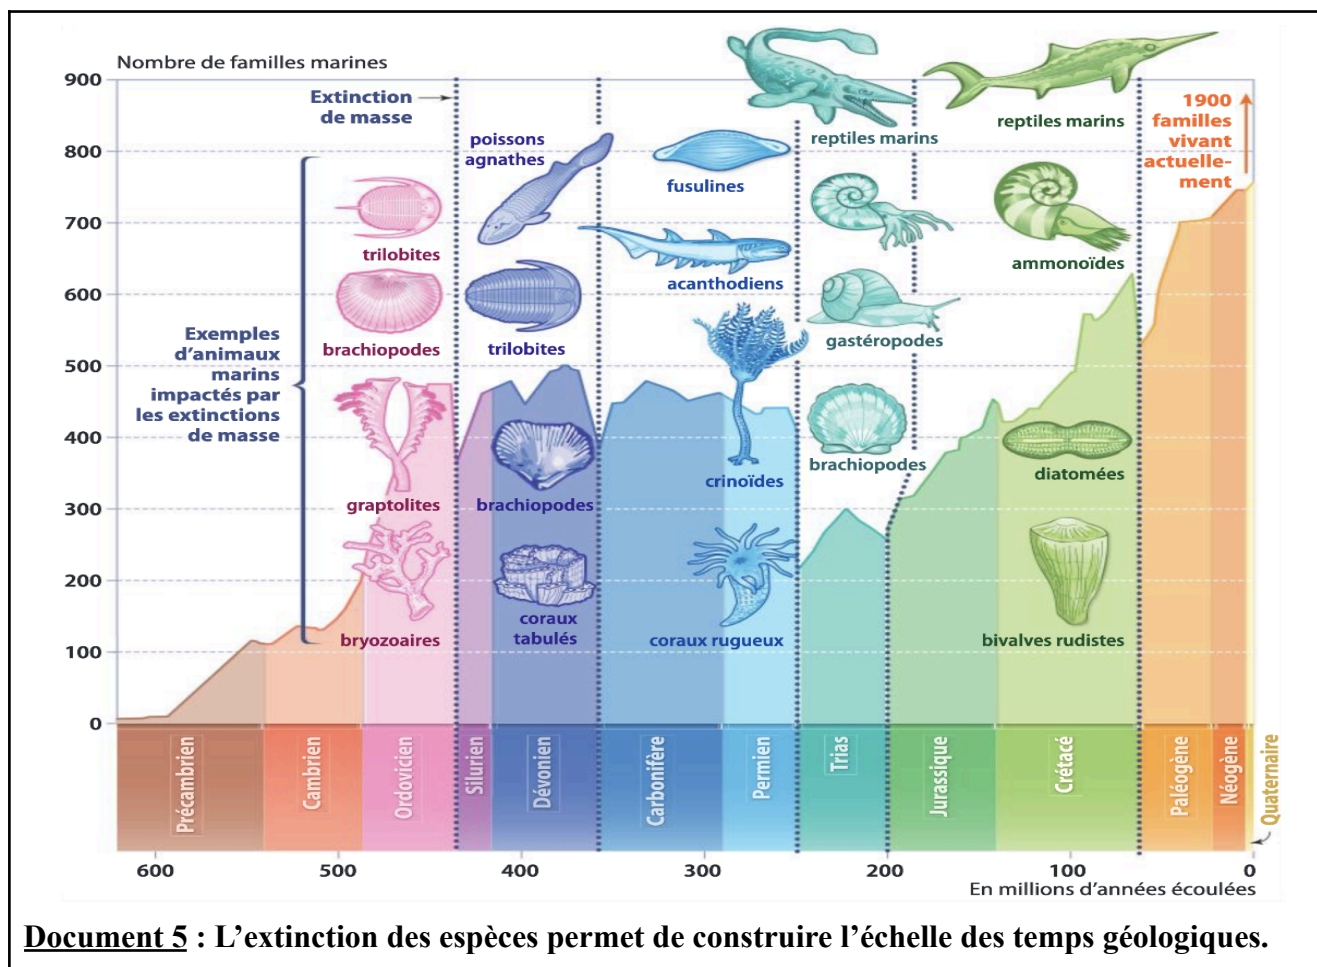 Nombre de familles marines
900
800
700
600
500
400
300
200
100
0
Extinction
de masse
Exemples
d'animaux
marins
impactés par
les extinctions
de masse
trilobites
brachiopodes
graptolites
bryozoaires
poissons
agnathes
trilobites
brachiopodes
coraux
tabulés
fusulines
acanthodiens
crinoïdes
coraux rugueux
reptiles marins
gastéropodes
brachiopodes
reptiles marins
ammonoïdes
diatomées
bivalves rudistes
1900
familles
vivant
actuelle-
ment
Précambrien
Cambrien
Ordovicien
Silurien
Dévonien
Carbonifère
Permien
Trias
Jurassique
Crétacé
Paléogène
Néogène
Quaternaire
600
500
400
300
200
100
0
En millions d'années écoulées
Document 5 : L'extinction des espèces permet de construire l'échelle des temps géologiques.